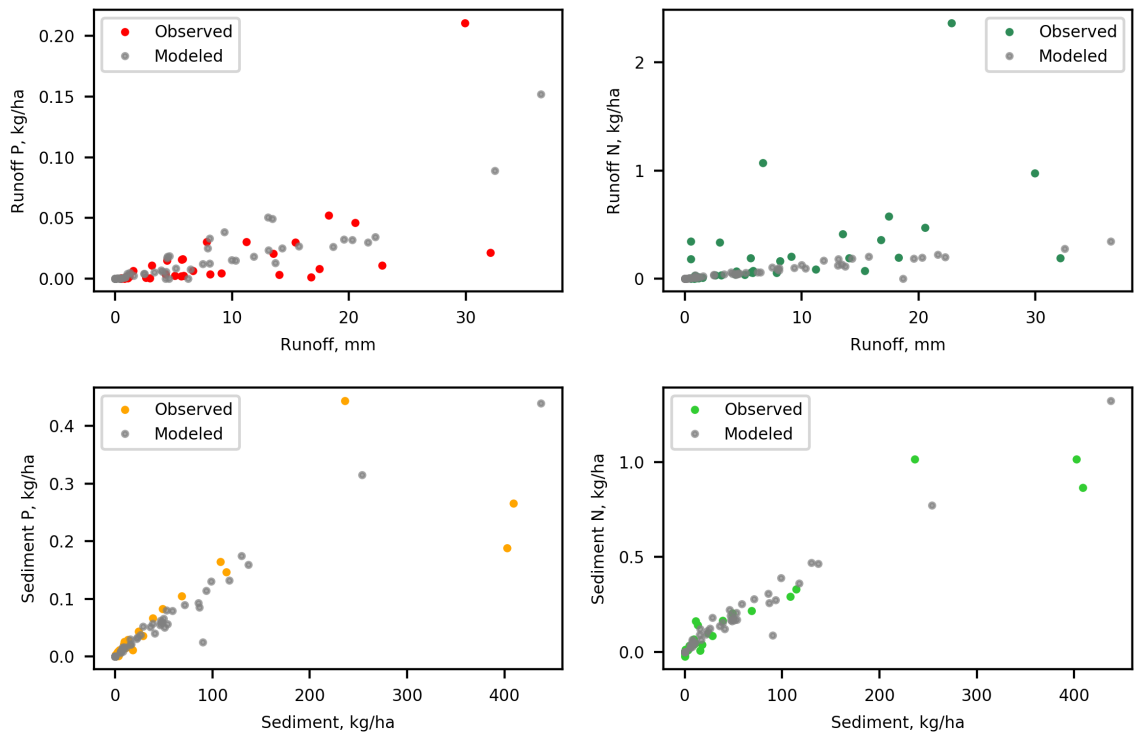 Observed
Modeled
0.20
0.15
0.10
0.05
0.00
Runoff P, kg/ha
0 10 20 30
Runoff, mm
Observed
Modeled
2
1
0
Runoff N, kg/ha
0 10 20 30
Runoff, mm
Observed
Modeled
0.4
0.3
0.2
0.1
0.0
Sediment P, kg/ha
0 100 200 300 400
Sediment, kg/ha
Observed
Modeled
1.0
0.5
0.0
Sediment N, kg/ha
0 100 200 300 400
Sediment, kg/ha